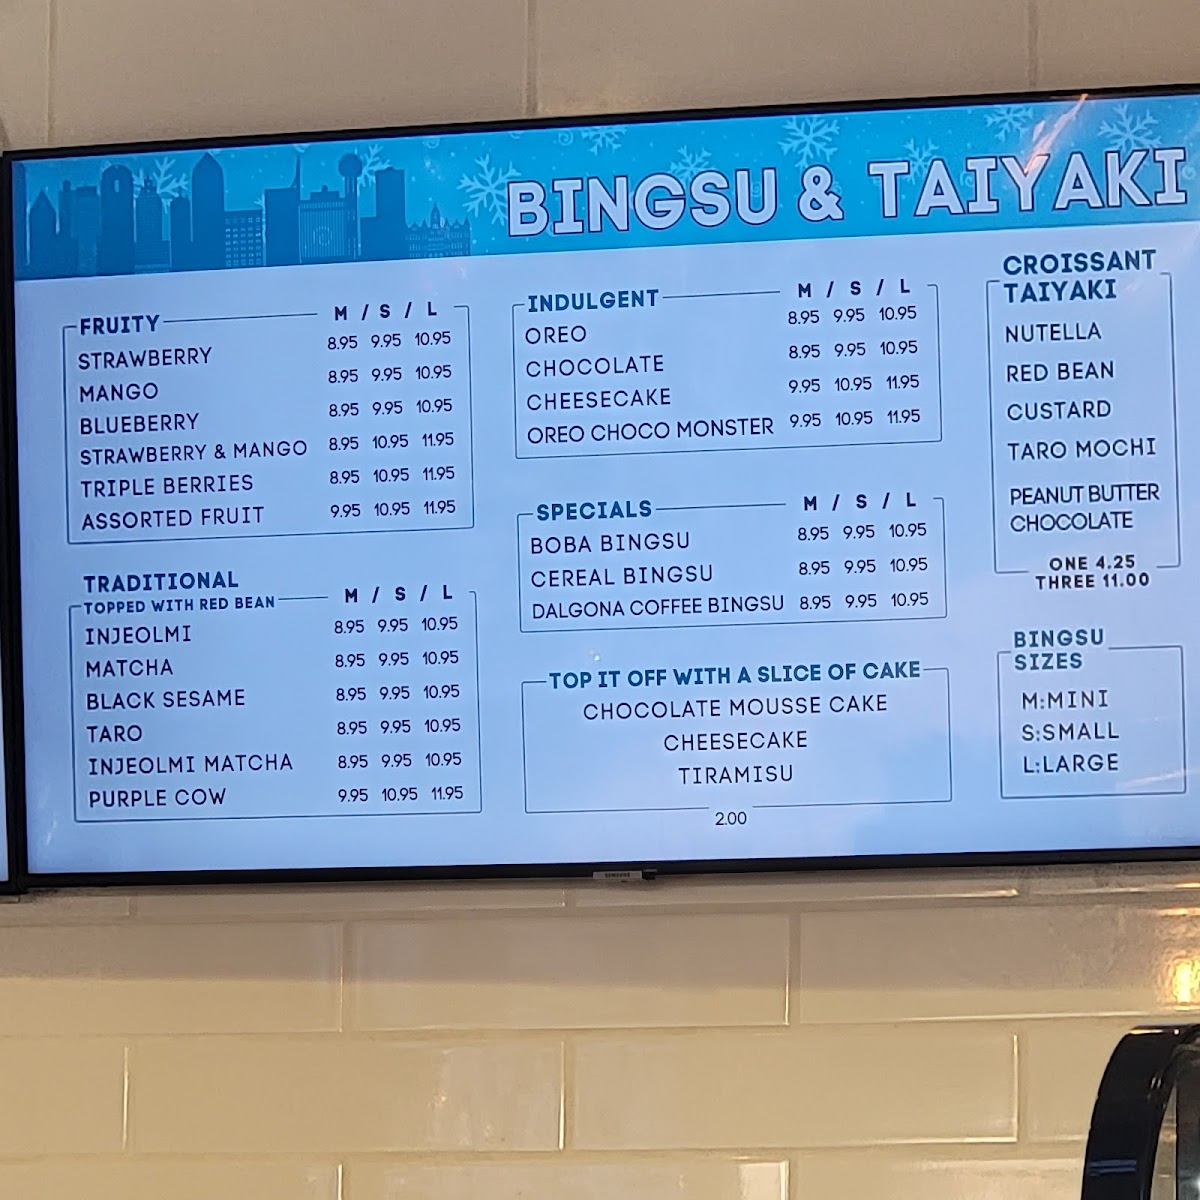 BINGSU & TAIYAKI
FRUITY M / S / L
STRAWBERRY 8.95 9.95 10.95
MANGO 8.95 9.95 10.95
BLUEBERRY 8.95 9.95 10.95
STRAWBERRY & MANGO 8.95 10.95 11.95
TRIPLE BERRIES 8.95 10.95 11.95
ASSORTED FRUIT 9.95 10.95 11.95
TRADITIONAL
TOPPED WITH RED BEAN M / S / L
INJEOLMI 8.95 9.95 10.95
MATCHA 8.95 9.95 10.95
BLACK SESAME 8.95 9.95 10.95
TARO 8.95 9.95 10.95
INJEOLMI MATCHA 8.95 9.95 10.95
PURPLE COW 9.95 10.95 11.95
INDULGENT M / S / L
OREO 8.95 9.95 10.95
CHOCOLATE 8.95 9.95 10.95
CHEESECAKE 9.95 10.95 11.95
OREO CHOCO MONSTER 9.95 10.95 11.95
SPECIALS M / S / L
BOBA BINGSU 8.95 9.95 10.95
CEREAL BINGSU 8.95 9.95 10.95
DALGONA COFFEE BINGSU 8.95 9.95 10.95
TOP IT OFF WITH A SLICE OF CAKE
CHOCOLATE MOUSSE CAKE
CHEESECAKE
TIRAMISU
2.00
CROISSANT
TAIYAKI
NUTELLA
RED BEAN
CUSTARD
TARO MOCHI
PEANUT BUTTER
CHOCOLATE
ONE 4.25
THREE 11.00
BINGSU
SIZES
M:MINI
S:SMALL
L:LARGE
SAMSUNG